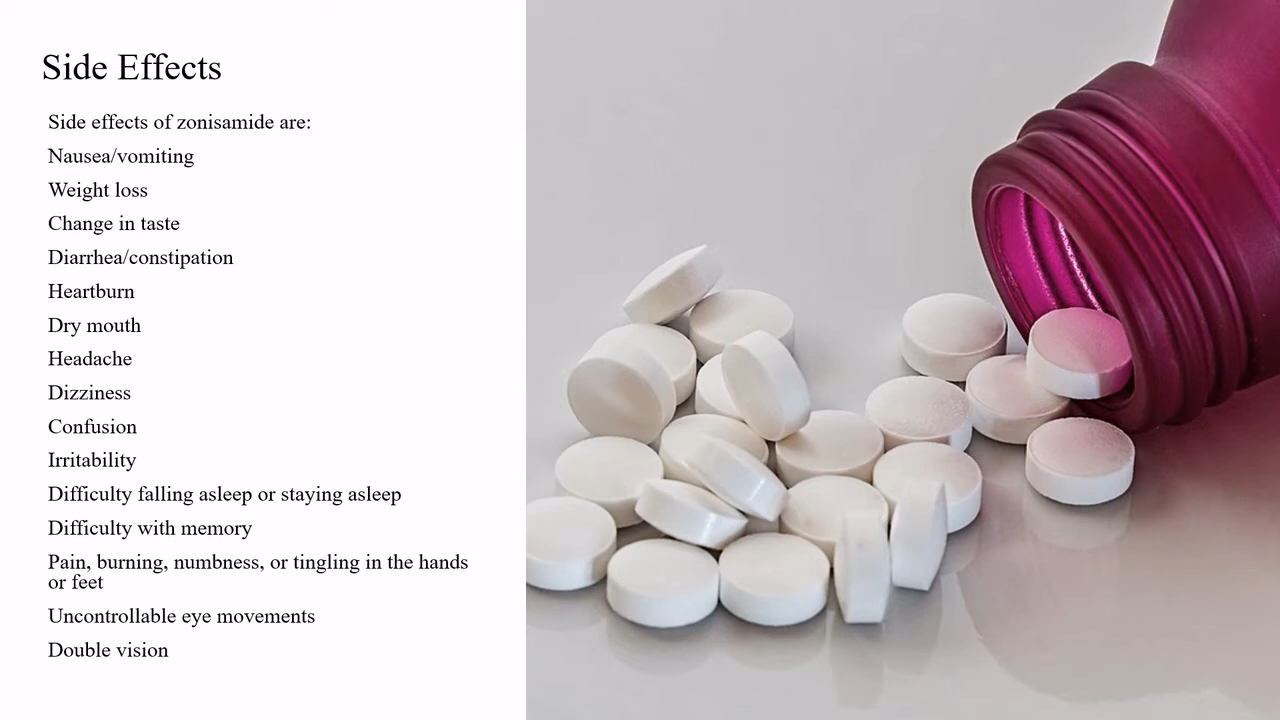 Side Effects
Side effects of zonisamide are:
Nausea/vomiting
Weight loss
Change in taste
Diarrhea/constipation
Heartburn
Dry mouth
Headache
Dizziness
Confusion
Irritability
Difficulty falling asleep or staying asleep
Difficulty with memory
Pain, burning, numbness, or tingling in the hands
or feet
Uncontrollable eye movements
Double vision